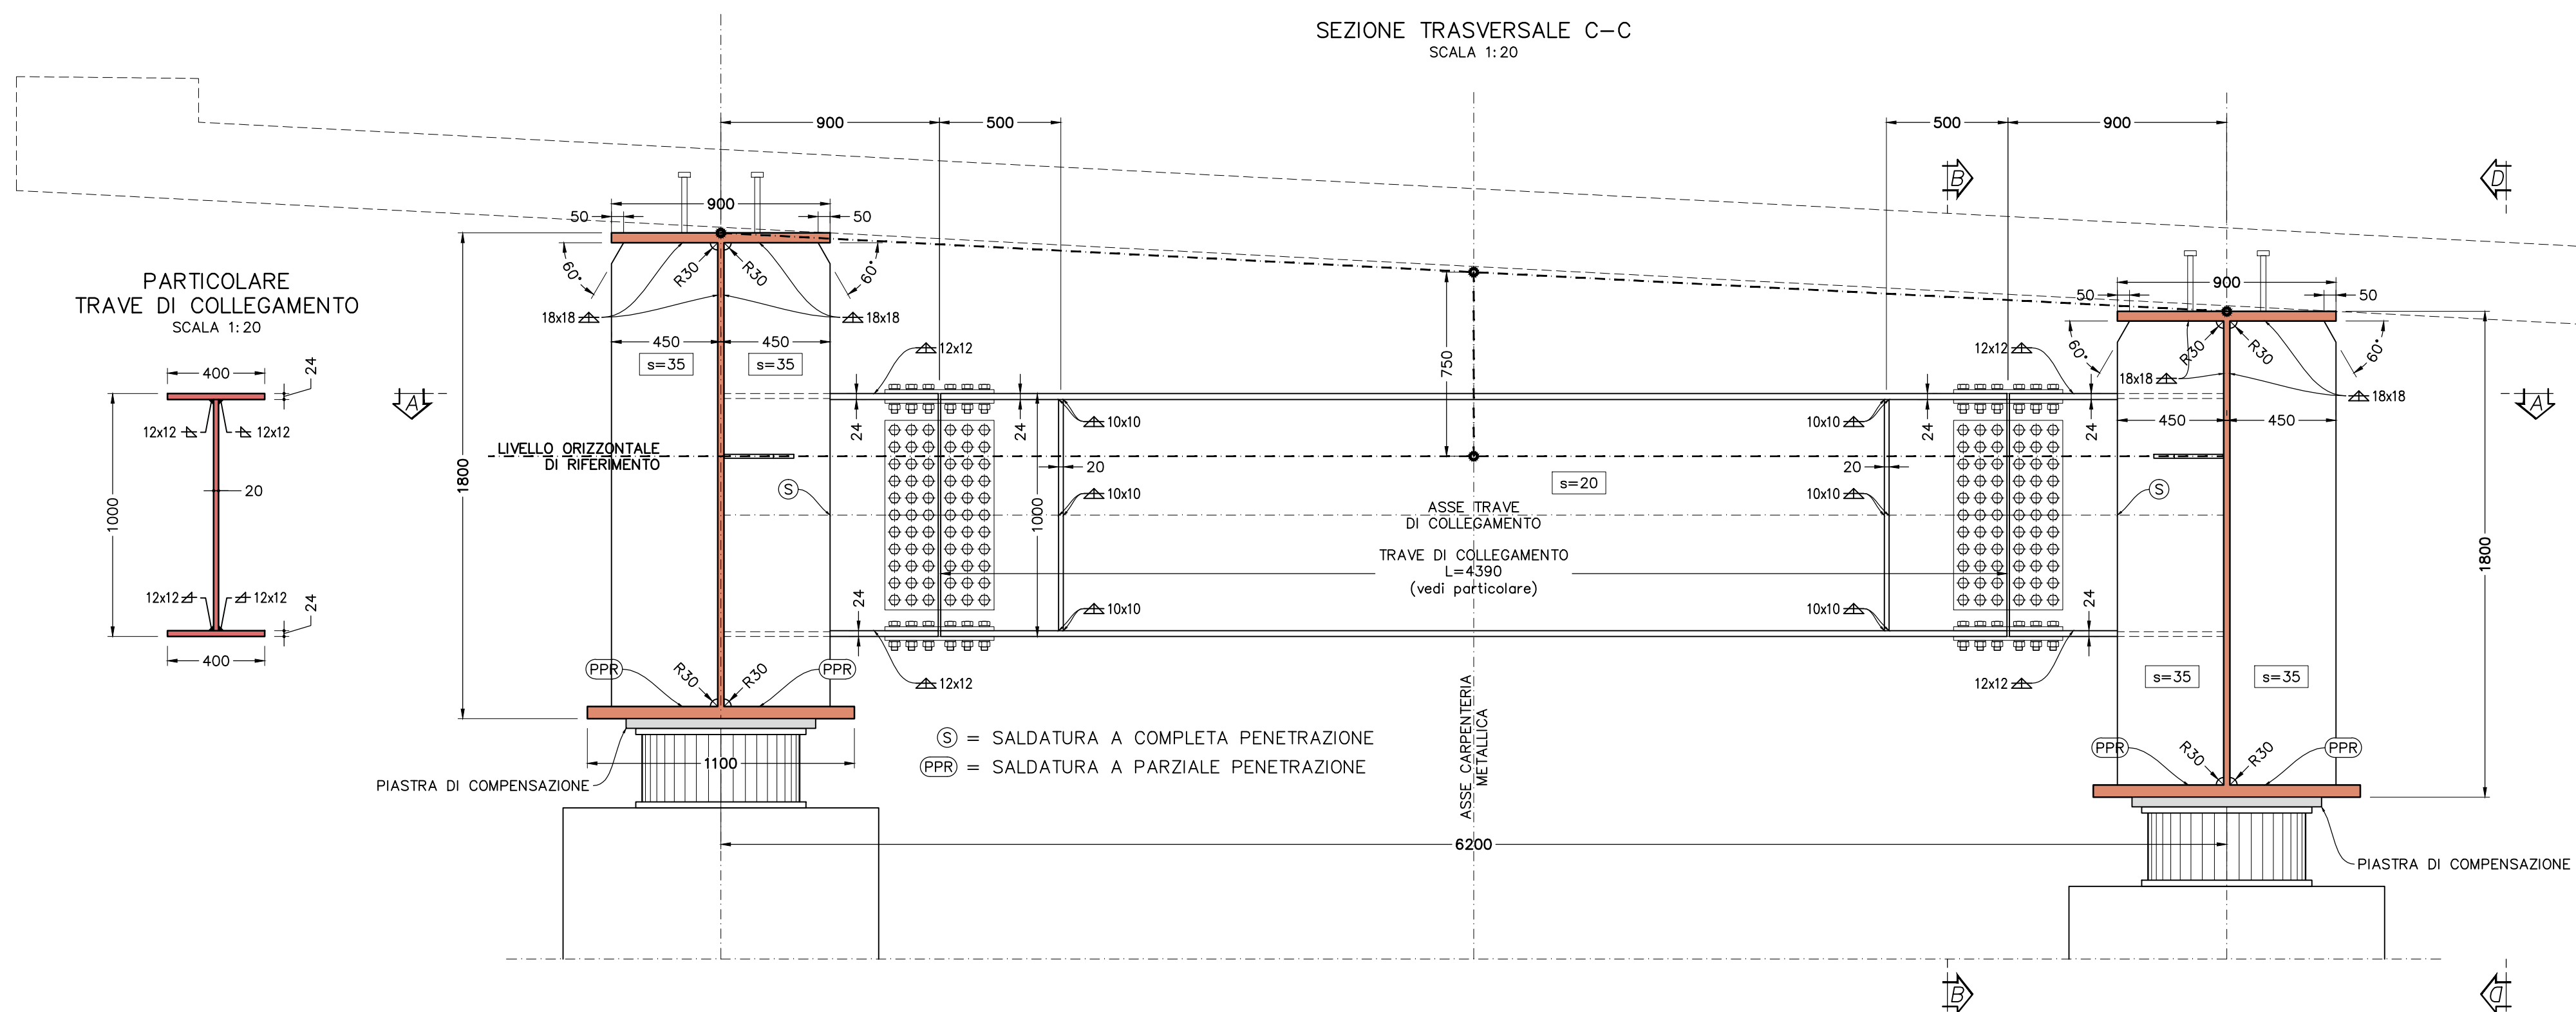 SEZIONE TRASVERSALE C-C
SCALA 1:20
900
500
500
900
B
D
900
50
50
60°
R30
R30
60°
18x18
18x18
450
450
s=35
s=35
1800
12x12
A
24
24
LIVELLO ORIZZONTALE
DI RIFERIMENTO
S
PARTICOLARE
TRAVE DI COLLEGAMENTO
SCALA 1:20
400
24
12x12
12x12
20
1000
12x12
12x12
24
400
750
10x10
10x10
20
20
10x10
10x10
1000
s=20
ASSE TRAVE
DI COLLEGAMENTO
TRAVE DI COLLEGAMENTO
L=4390
(vedi particolare)
10x10
10x10
900
50
50
60°
R30
R30
60°
12x12
18x18
18x18
A
24
24
450
450
S
1800
24
24
12x12
12x12
s=35
s=35
PPR
R30
R30
PPR
PPR
R30
R30
PPR
1100
PIASTRA DI COMPENSAZIONE
S = SALDATURA A COMPLETA PENETRAZIONE
PPR = SALDATURA A PARZIALE PENETRAZIONE
ASSE CARPENTERIA
METALLICA
6200
PIASTRA DI COMPENSAZIONE
B
D